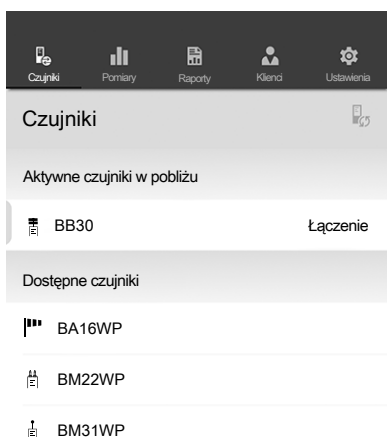 Czujniki
Pomiary
Raporty
Klienci
Ustawienia
Czujniki
Aktywne czujniki w pobliżu
BB30 Łączenie
Dostępne czujniki
BA16WP
BM22WP
BM31WP